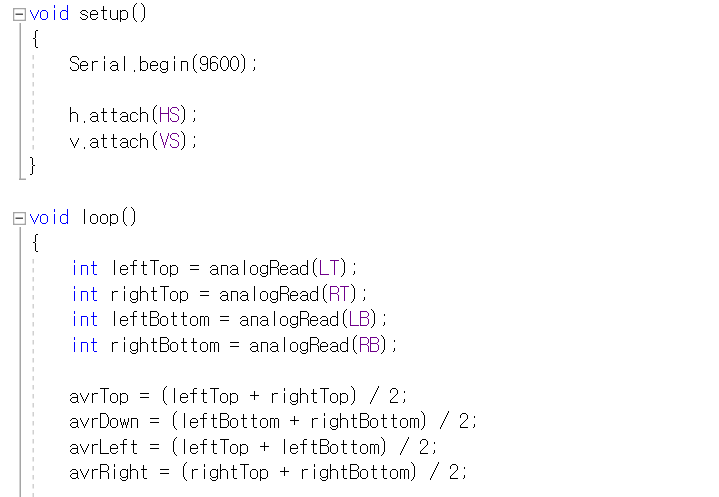 void setup()
{
Serial.begin(9600);
h.attach(HS);
v.attach(VS);
}
void loop()
{
int leftTop = analogRead(LT);
int rightTop = analogRead(RT);
int leftBottom = analogRead(LB);
int rightBottom = analogRead(RB);
avrTop = (leftTop + rightTop) / 2;
avrDown = (leftBottom + rightBottom) / 2;
avrLeft = (leftTop + leftBottom) / 2;
avrRight = (rightTop + rightBottom) / 2;